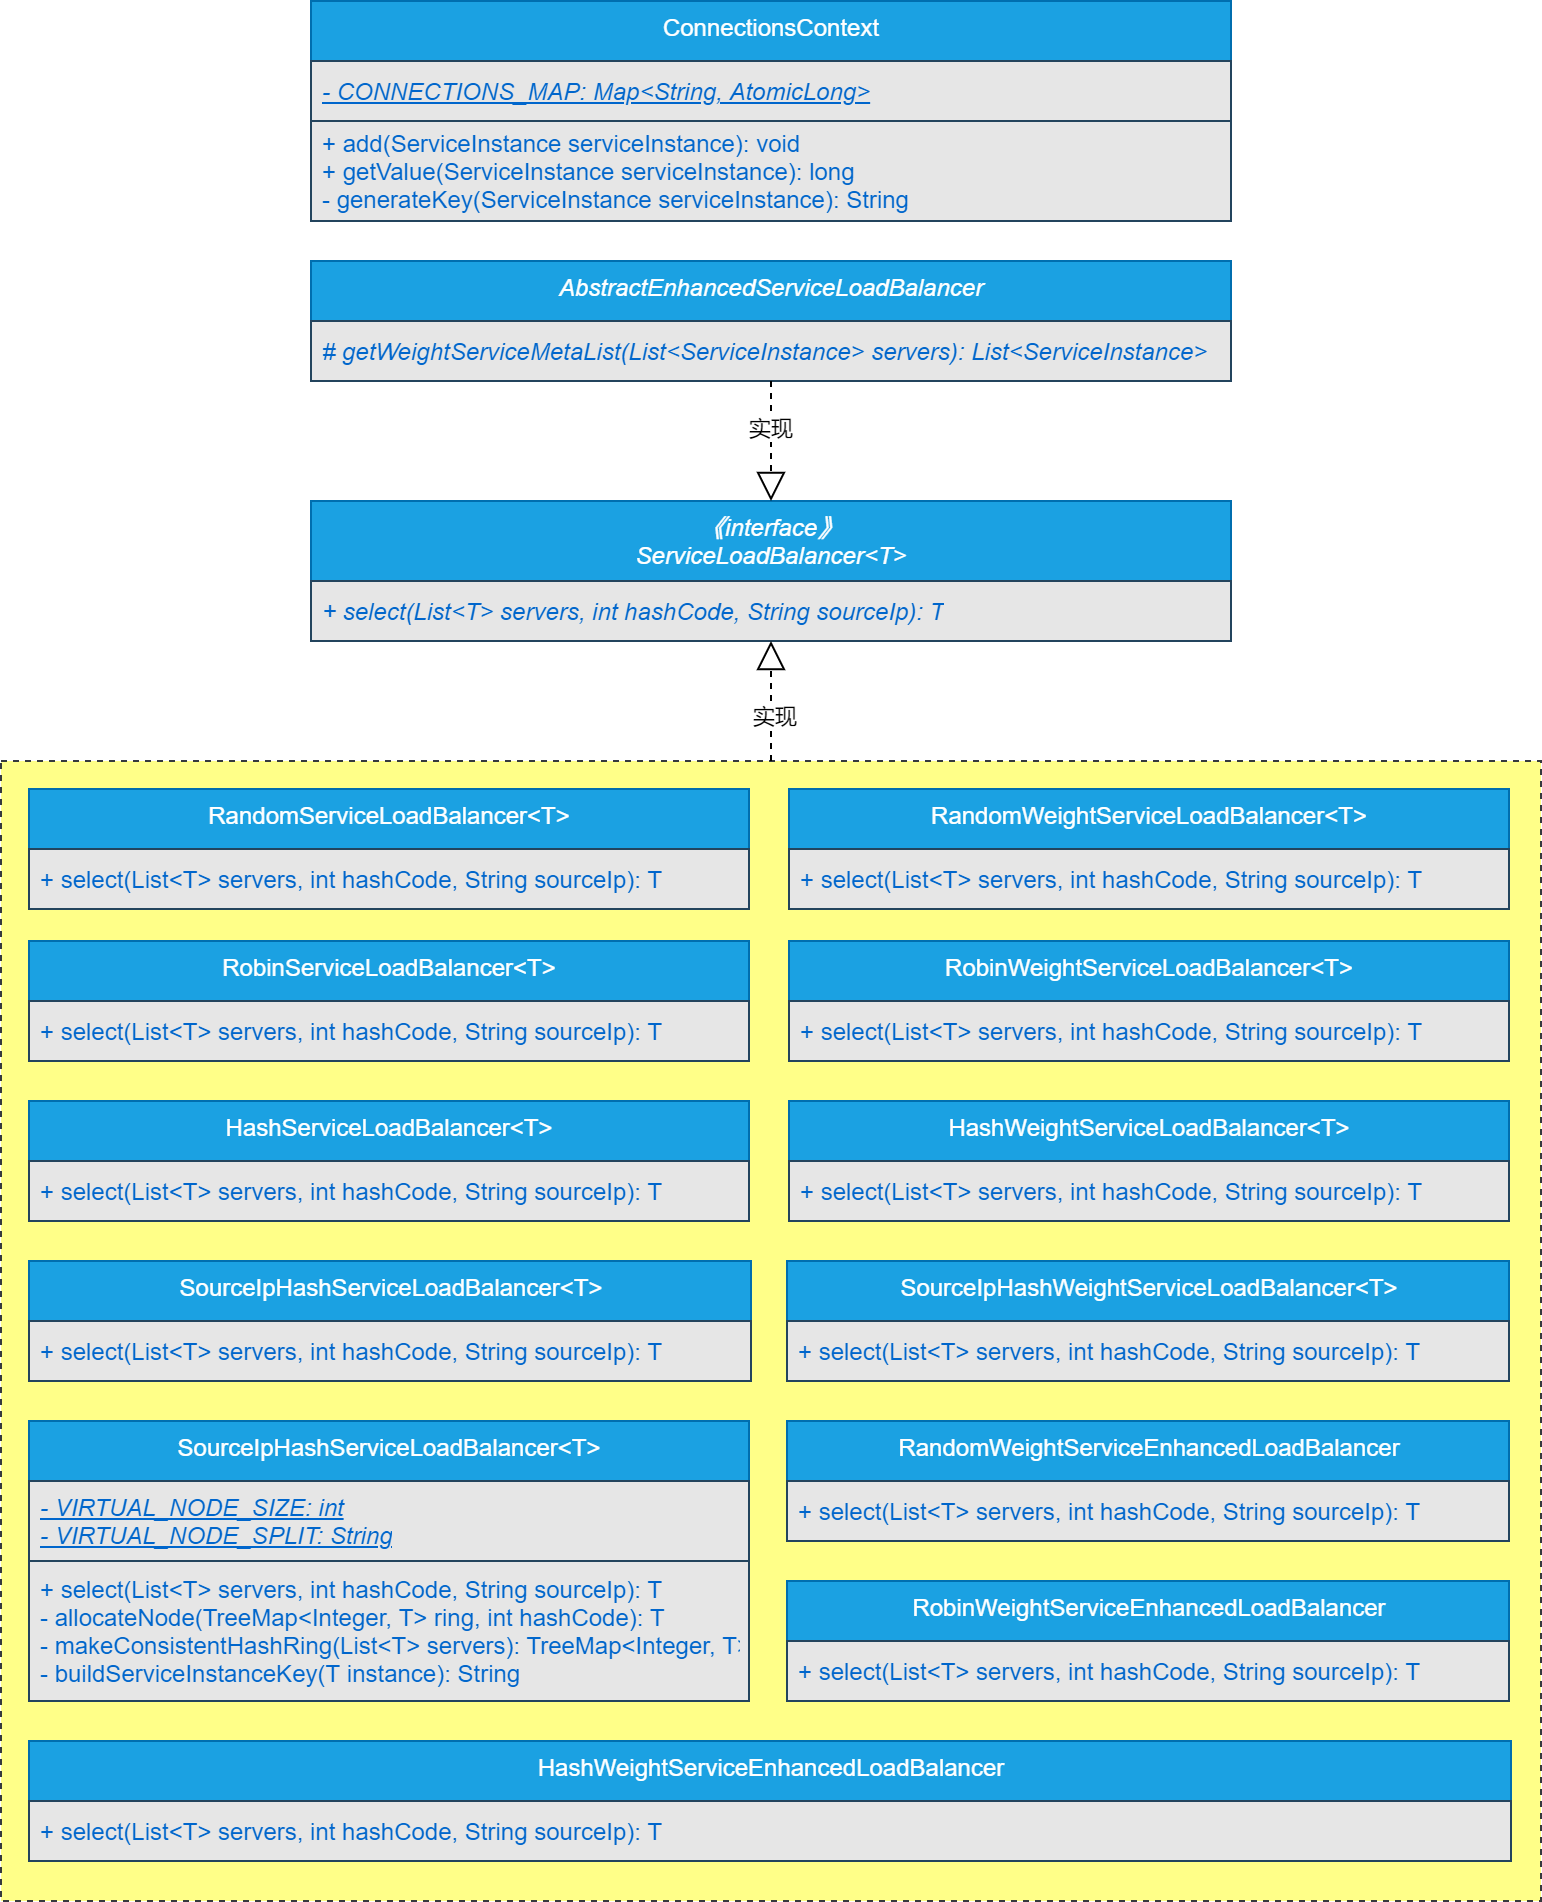 ConnectionsContext
- CONNECTIONS_MAP: Map<String, AtomicLong>
+ add(ServiceInstance serviceInstance): void
+ getValue(ServiceInstance serviceInstance): long
- generateKey(ServiceInstance serviceInstance): String
AbstractEnhancedServiceLoadBalancer
# getWeightServiceMetaList(List<ServiceInstance> servers): List<ServiceInstance>
实现
《interface》
ServiceLoadBalancer<T>
+ select(List<T> servers, int hashCode, String sourceIp): T
实现
RandomServiceLoadBalancer<T>
+ select(List<T> servers, int hashCode, String sourceIp): T
RandomWeightServiceLoadBalancer<T>
+ select(List<T> servers, int hashCode, String sourceIp): T
RobinServiceLoadBalancer<T>
+ select(List<T> servers, int hashCode, String sourceIp): T
RobinWeightServiceLoadBalancer<T>
+ select(List<T> servers, int hashCode, String sourceIp): T
HashServiceLoadBalancer<T>
+ select(List<T> servers, int hashCode, String sourceIp): T
HashWeightServiceLoadBalancer<T>
+ select(List<T> servers, int hashCode, String sourceIp): T
SourceIpHashServiceLoadBalancer<T>
+ select(List<T> servers, int hashCode, String sourceIp): T
SourceIpHashWeightServiceLoadBalancer<T>
+ select(List<T> servers, int hashCode, String sourceIp): T
SourceIpHashServiceLoadBalancer<T>
- VIRTUAL_NODE_SIZE: int
- VIRTUAL_NODE_SPLIT: String
+ select(List<T> servers, int hashCode, String sourceIp): T
- allocateNode(TreeMap<Integer, T> ring, int hashCode): T
- makeConsistentHashRing(List<T> servers): TreeMap<Integer, T>
- buildServiceInstanceKey(T instance): String
RandomWeightServiceEnhancedLoadBalancer
+ select(List<T> servers, int hashCode, String sourceIp): T
RobinWeightServiceEnhancedLoadBalancer
+ select(List<T> servers, int hashCode, String sourceIp): T
HashWeightServiceEnhancedLoadBalancer
+ select(List<T> servers, int hashCode, String sourceIp): T